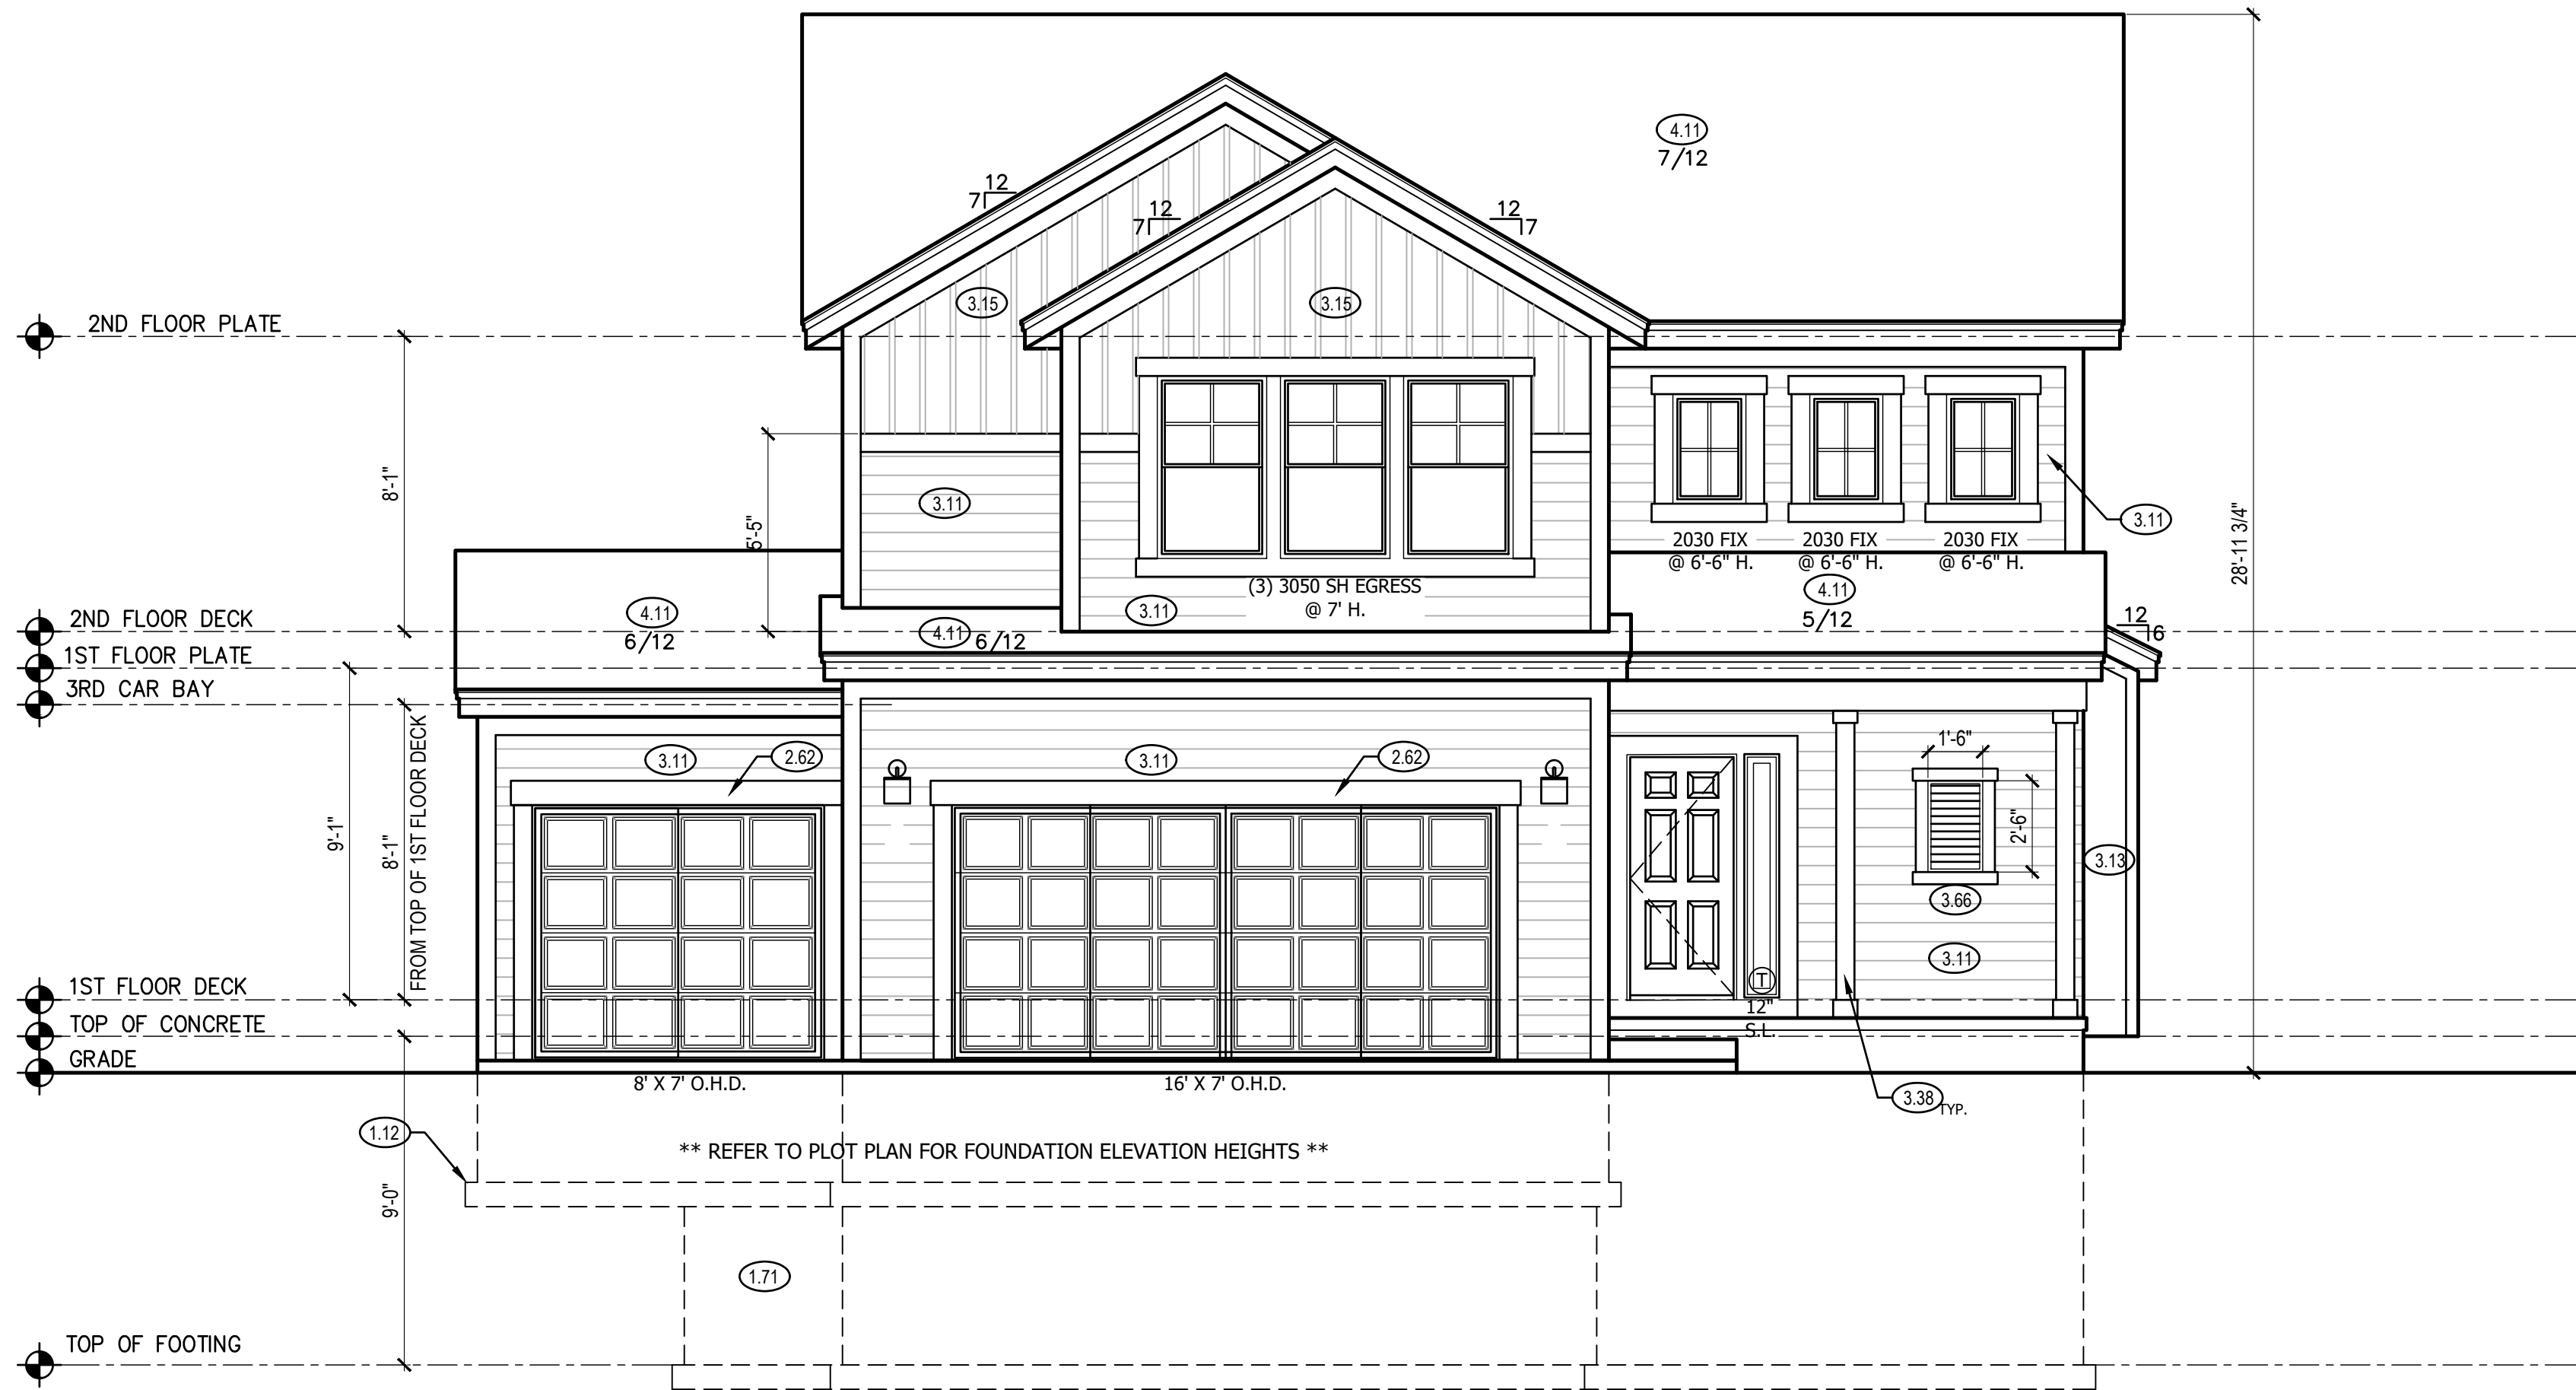 4.11
7/12
12
7
12
7
12
7
3.15
3.15
2ND FLOOR PLATE
8'-1"
5'-5"
3.11
3.11
28'-11 3/4"
2030 FIX
@ 6'-6" H.
2030 FIX
@ 6'-6" H.
2030 FIX
@ 6'-6" H.
(3) 3050 SH EGRESS
@ 7' H.
3.11
4.11
5/12
2ND FLOOR DECK
4.11
6/12
4.11
6/12
12
6
1ST FLOOR PLATE
3RD CAR BAY
9'-1"
8'-1"
FROM TOP OF 1ST FLOOR DECK
3.11
2.62
3.11
2.62
1'-6"
2'-6"
3.66
3.13
3.11
T
12"
S.L.
1ST FLOOR DECK
TOP OF CONCRETE
GRADE
8' X 7' O.H.D.
16' X 7' O.H.D.
3.38
TYP.
1.12
** REFER TO PLOT PLAN FOR FOUNDATION ELEVATION HEIGHTS **
9'-0"
1.71
TOP OF FOOTING